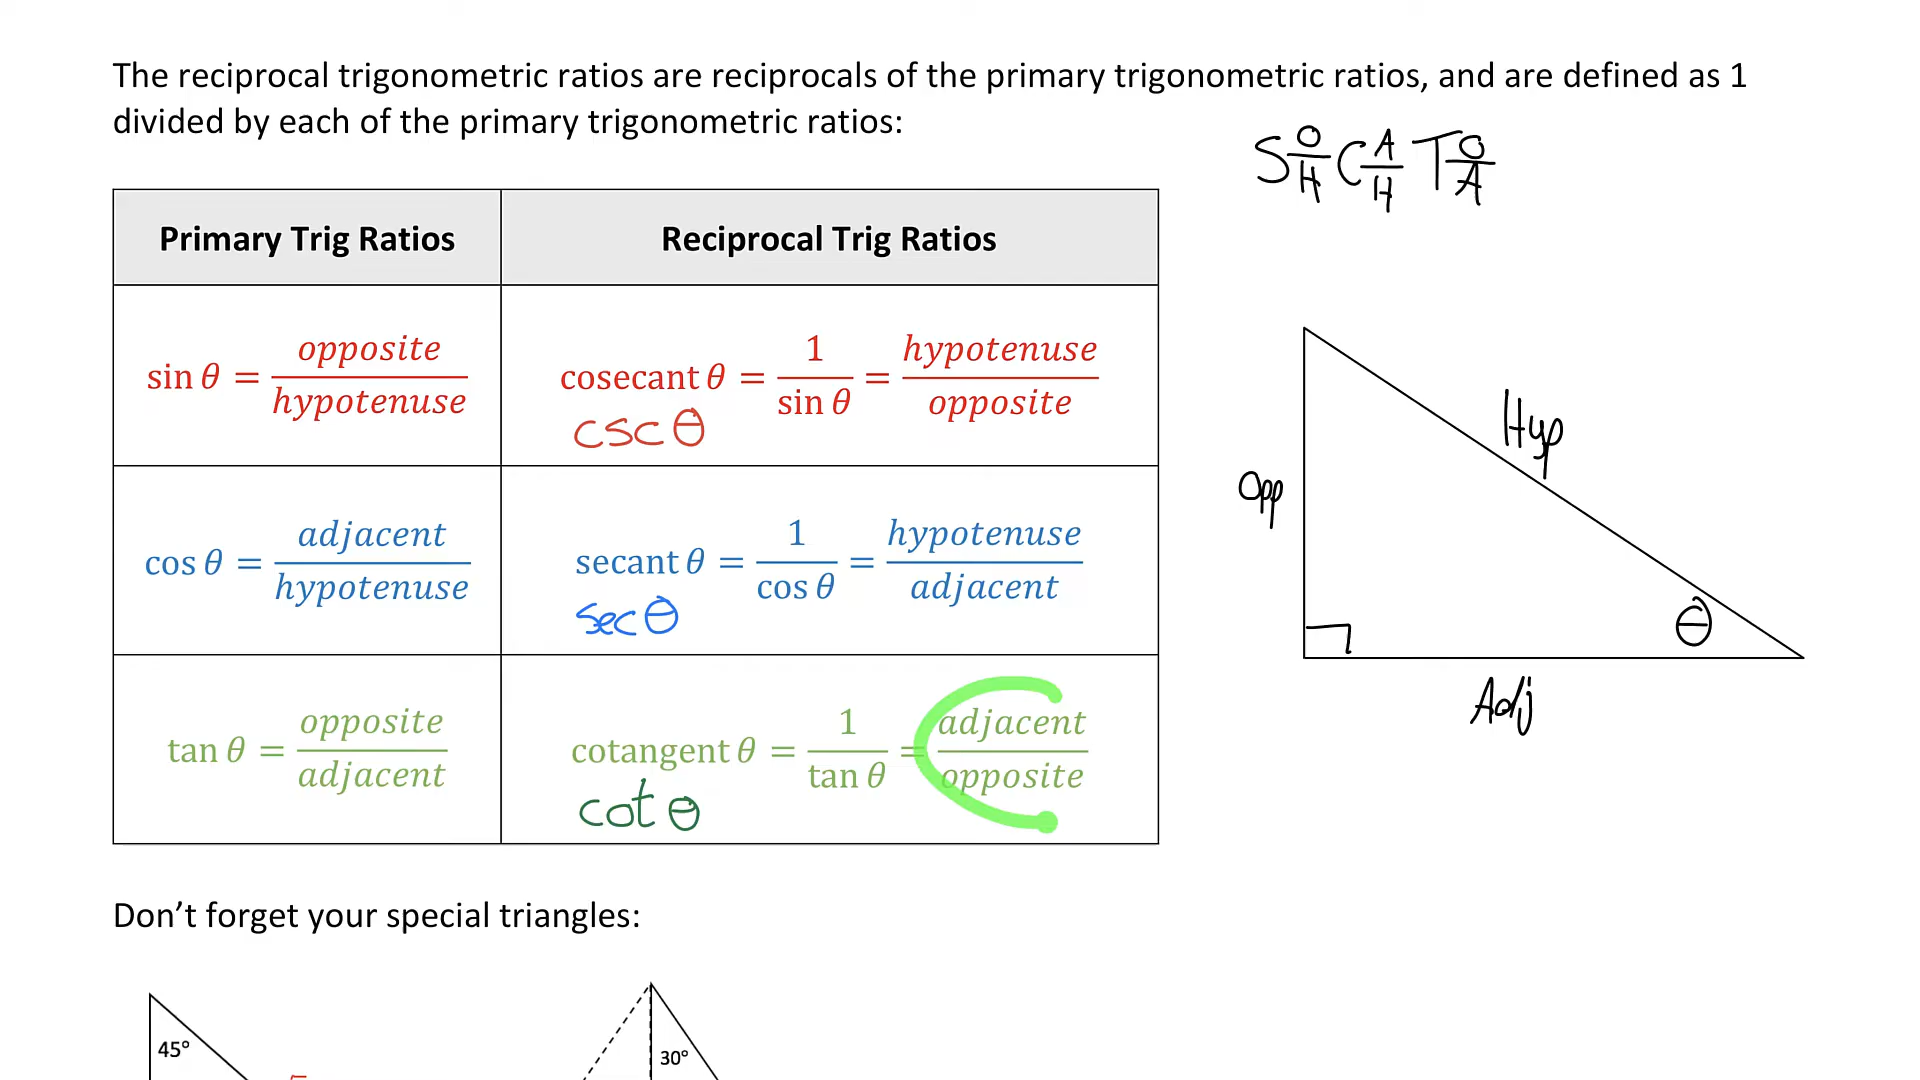 The reciprocal trigonometric ratios are reciprocals of the primary trigonometric ratios, and are defined as 1
divided by each of the primary trigonometric ratios:
S O/H C A/H T O/A
Primary Trig Ratios
Reciprocal Trig Ratios
sin θ = opposite/hypotenuse
cosecant θ = 1/sin θ = hypotenuse/opposite
csc θ
cos θ = adjacent/hypotenuse
secant θ = 1/cos θ = hypotenuse/adjacent
sec θ
tan θ = opposite/adjacent
cotangent θ = 1/tan θ = adjacent/opposite
cot θ
Hyp
Opp
θ
Adj
Don’t forget your special triangles:
45°
30°